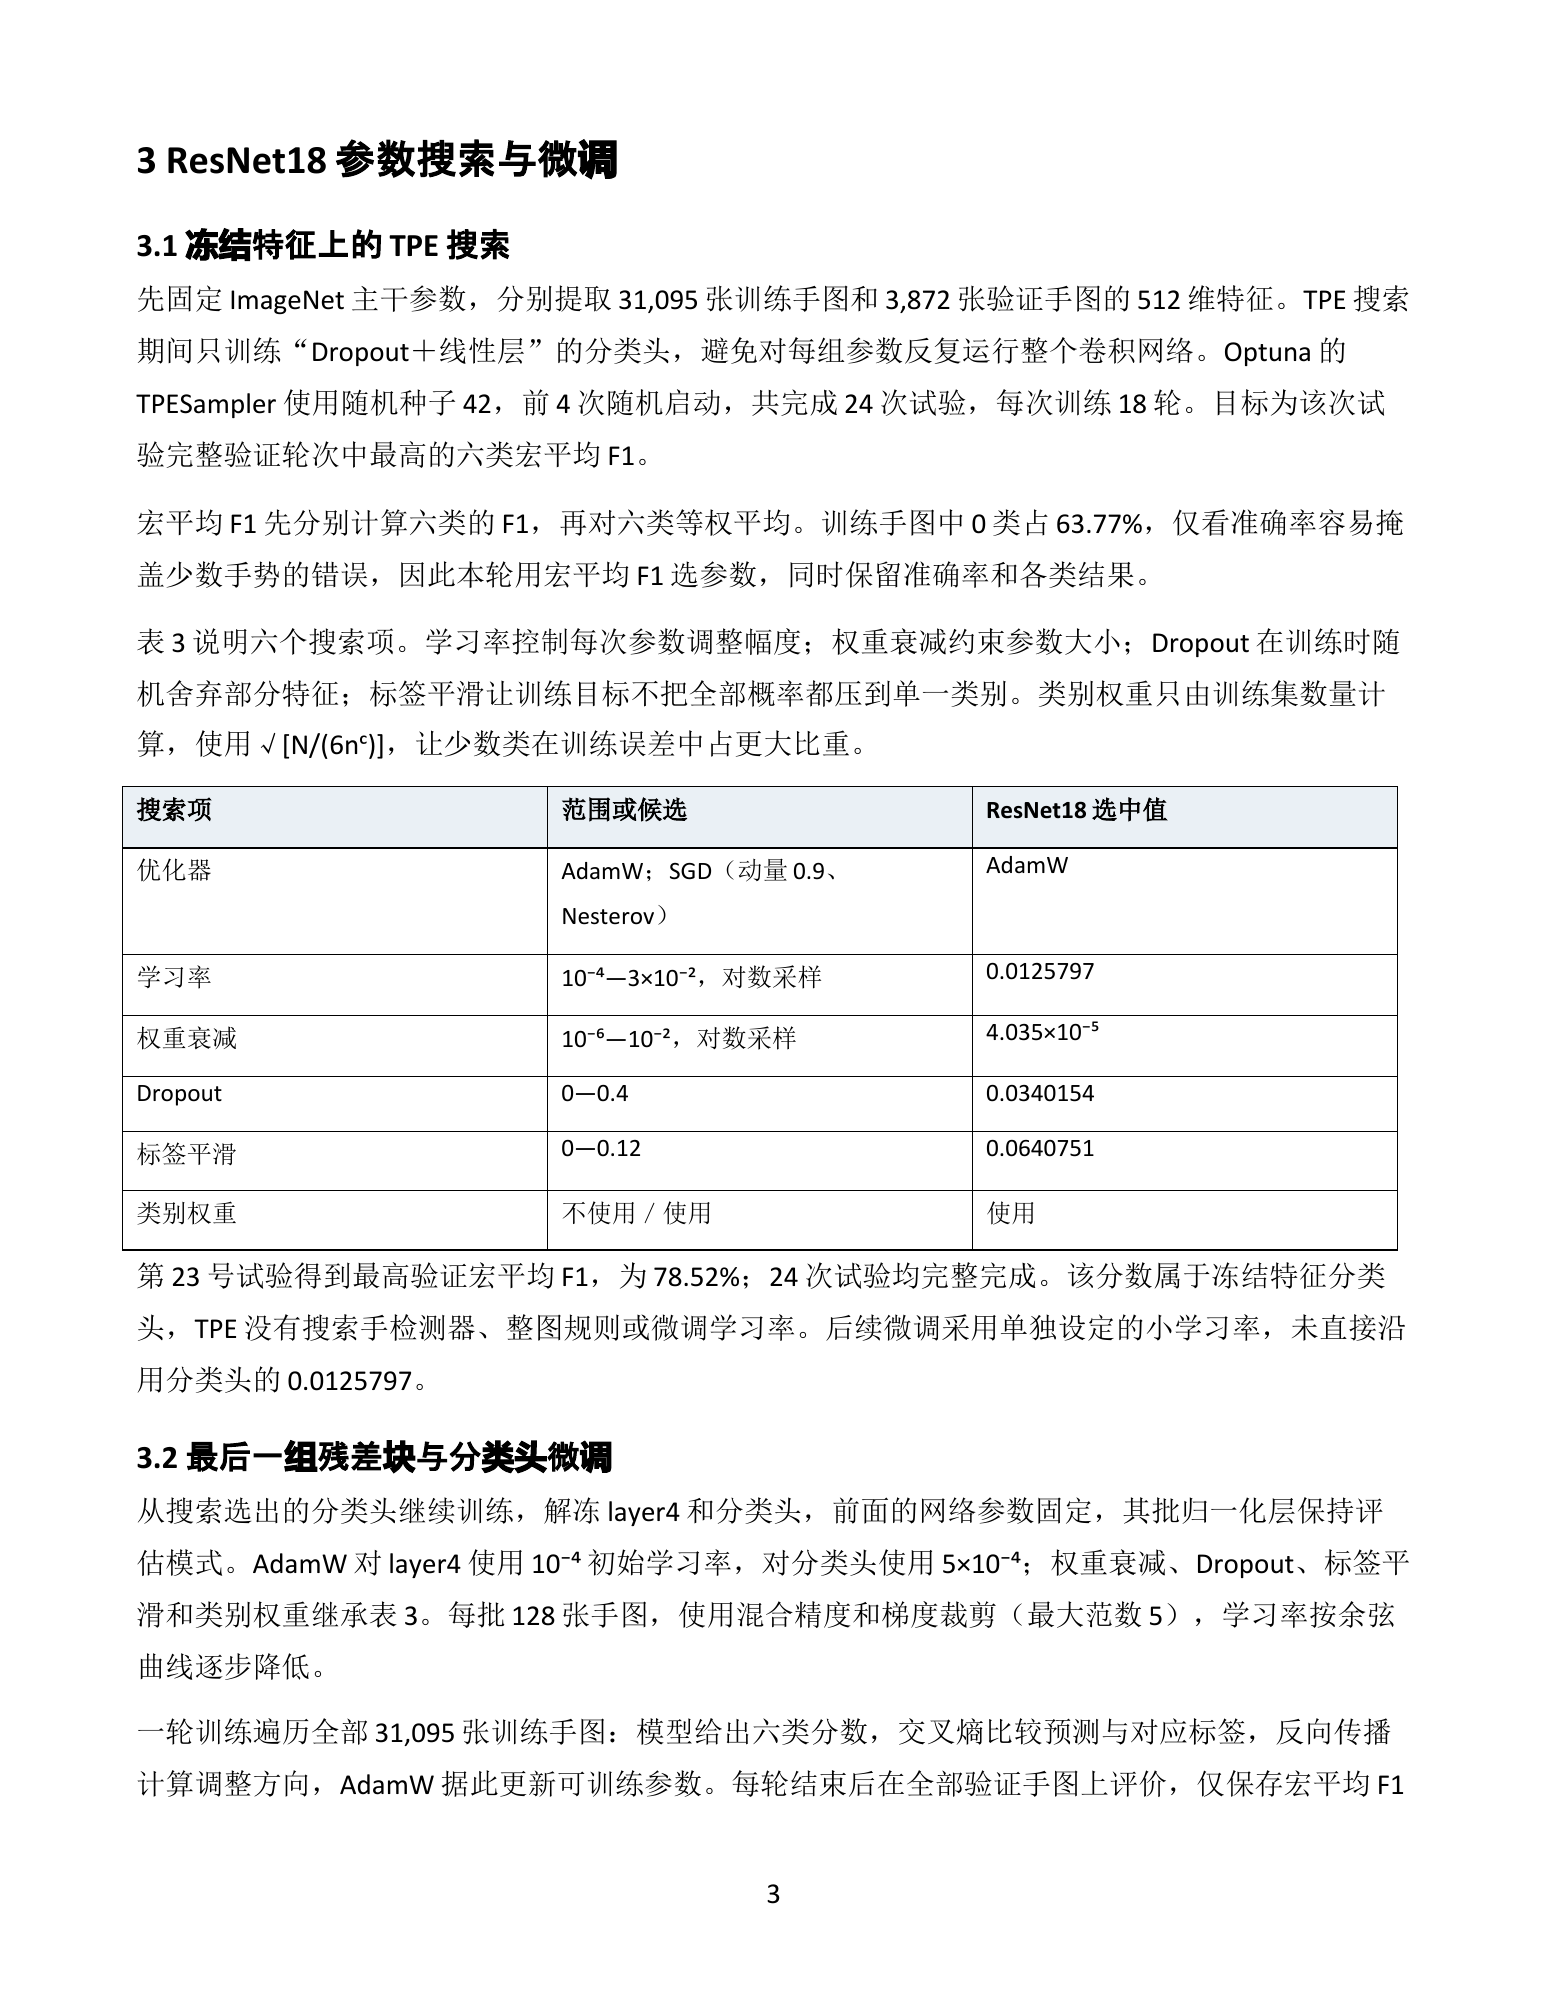 3 ResNet18 参数搜索与微调
3.1 冻结特征上的 TPE 搜索
先固定 ImageNet 主干参数，分别提取 31,095 张训练手图和 3,872 张验证手图的 512 维特征。TPE 搜索
期间只训练“Dropout＋线性层”的分类头，避免对每组参数反复运行整个卷积网络。Optuna 的
TPESampler 使用随机种子 42，前 4 次随机启动，共完成 24 次试验，每次训练 18 轮。目标为该次试
验完整验证轮次中最高的六类宏平均 F1。
宏平均 F1 先分别计算六类的 F1，再对六类等权平均。训练手图中 0 类占 63.77%，仅看准确率容易掩
盖少数手势的错误，因此本轮用宏平均 F1 选参数，同时保留准确率和各类结果。
表 3 说明六个搜索项。学习率控制每次参数调整幅度；权重衰减约束参数大小；Dropout 在训练时随
机舍弃部分特征；标签平滑让训练目标不把全部概率都压到单一类别。类别权重只由训练集数量计
算，使用 √[N/(6nᶜ)]，让少数类在训练误差中占更大比重。
搜索项 范围或候选 ResNet18 选中值
优化器 AdamW；SGD（动量 0.9、 AdamW
Nesterov）
学习率 10⁻⁴—3×10⁻²，对数采样 0.0125797
权重衰减 10⁻⁶—10⁻²，对数采样 4.035×10⁻⁵
Dropout 0—0.4 0.0340154
标签平滑 0—0.12 0.0640751
类别权重 不使用 / 使用 使用
第 23 号试验得到最高验证宏平均 F1，为 78.52%；24 次试验均完整完成。该分数属于冻结特征分类
头，TPE 没有搜索手检测器、整图规则或微调学习率。后续微调采用单独设定的小学习率，未直接沿
用分类头的 0.0125797。
3.2 最后一组残差块与分类头微调
从搜索选出的分类头继续训练，解冻 layer4 和分类头，前面的网络参数固定，其批归一化层保持评
估模式。AdamW 对 layer4 使用 10⁻⁴ 初始学习率，对分类头使用 5×10⁻⁴；权重衰减、Dropout、标签平
滑和类别权重继承表 3。每批 128 张手图，使用混合精度和梯度裁剪（最大范数 5），学习率按余弦
曲线逐步降低。
一轮训练遍历全部 31,095 张训练手图：模型给出六类分数，交叉熵比较预测与对应标签，反向传播
计算调整方向，AdamW 据此更新可训练参数。每轮结束后在全部验证手图上评价，仅保存宏平均 F1
3